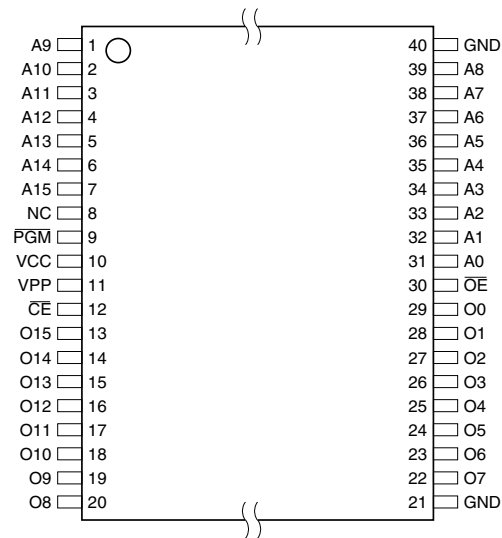 A9 1 40 GND
A10 2 39 A8
A11 3 38 A7
A12 4 37 A6
A13 5 36 A5
A14 6 35 A4
A15 7 34 A3
NC 8 33 A2
P̅G̅M̅ 9 32 A1
VCC 10 31 A0
VPP 11 30 O̅E̅
C̅E̅ 12 29 O0
O15 13 28 O1
O14 14 27 O2
O13 15 26 O3
O12 16 25 O4
O11 17 24 O5
O10 18 23 O6
O9 19 22 O7
O8 20 21 GND